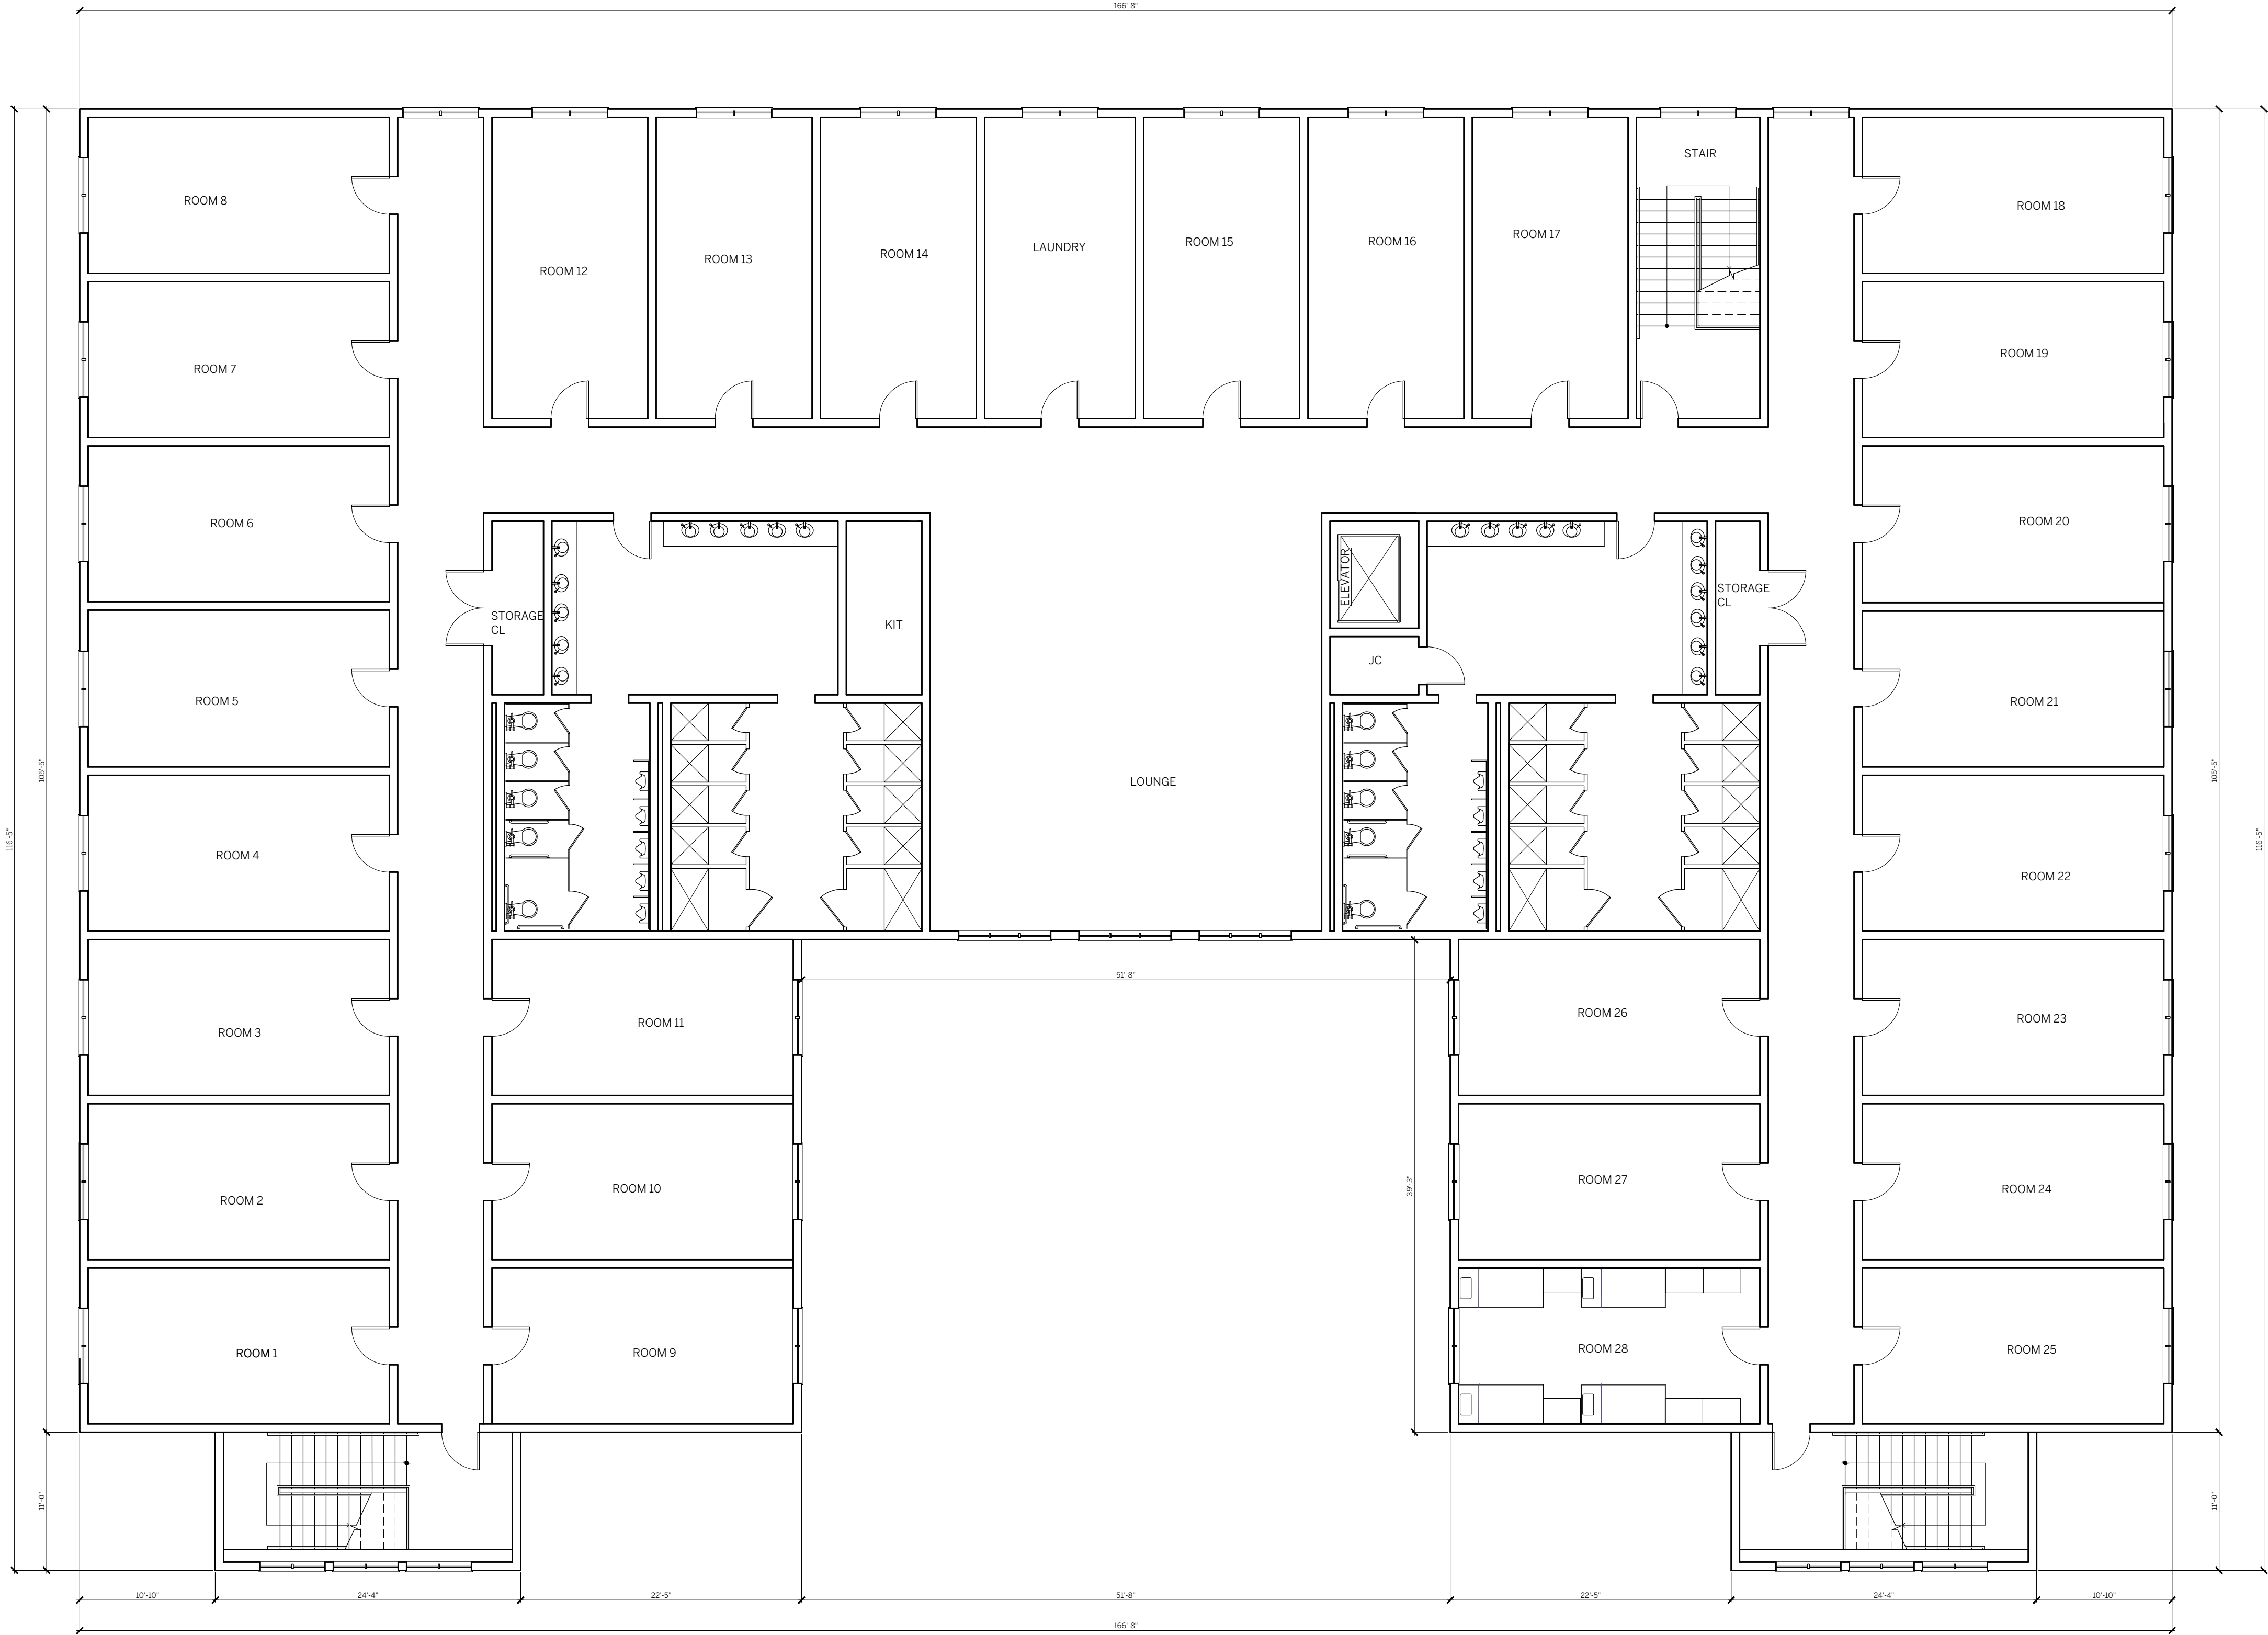 166'-8"
STAIR
ROOM 8
ROOM 18
ROOM 12
ROOM 13
ROOM 14
LAUNDRY
ROOM 15
ROOM 16
ROOM 17
ROOM 7
ROOM 19
ROOM 6
ROOM 20
STORAGE
CL
KIT
ELEVATOR
JC
STORAGE
CL
ROOM 5
ROOM 21
LOUNGE
105'-5"
105'-5"
116'-5"
116'-5"
ROOM 4
ROOM 22
51'-8"
ROOM 3
ROOM 11
ROOM 26
ROOM 23
39'-3"
ROOM 2
ROOM 10
ROOM 27
ROOM 24
ROOM 1
ROOM 9
ROOM 28
ROOM 25
11'-0"
11'-0"
10'-10"
24'-4"
22'-5"
51'-8"
22'-5"
24'-4"
10'-10"
166'-8"